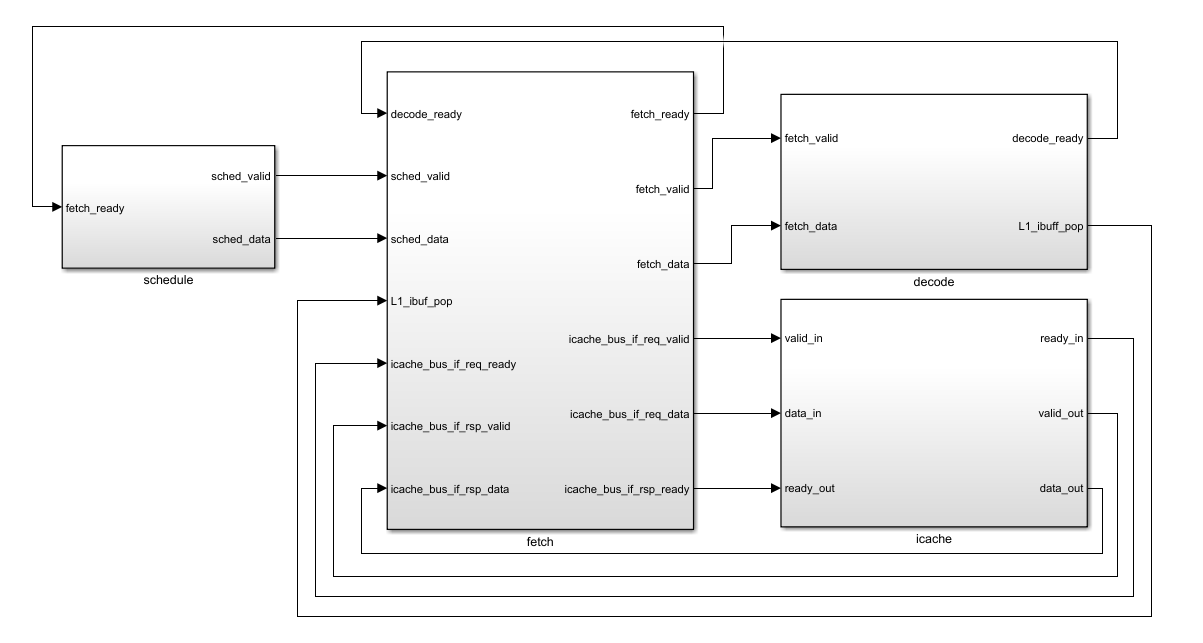 decode_ready
fetch_ready
fetch_valid
decode_ready
sched_valid
sched_valid
fetch_valid
fetch_ready
fetch_data
L1_ibuff_pop
sched_data
sched_data
fetch_data
schedule
decode
L1_ibuf_pop
icache_bus_if_req_valid
valid_in
ready_in
icache_bus_if_req_ready
icache_bus_if_req_data
data_in
valid_out
icache_bus_if_rsp_valid
icache_bus_if_rsp_data
icache_bus_if_rsp_ready
ready_out
data_out
fetch
icache